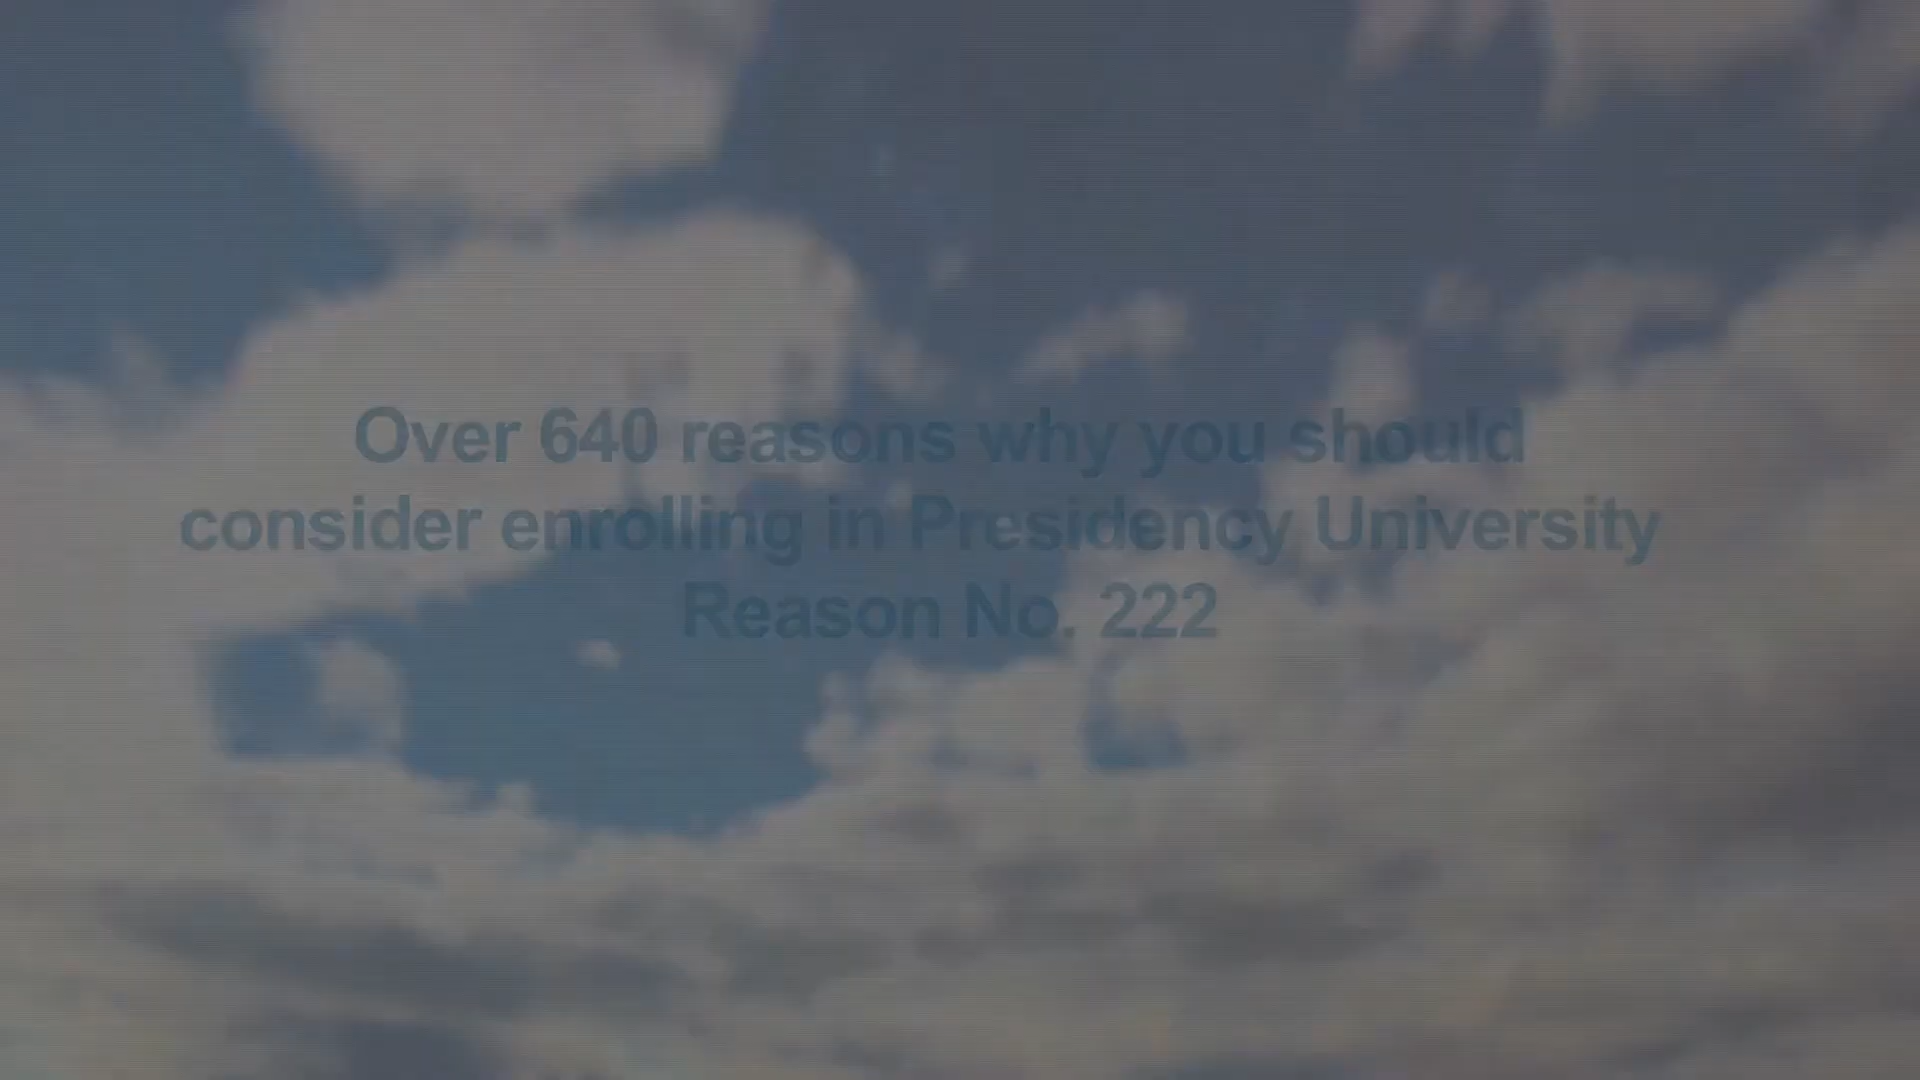 Over 640 reasons why you should
consider enrolling in Presidency University
Reason No. 222